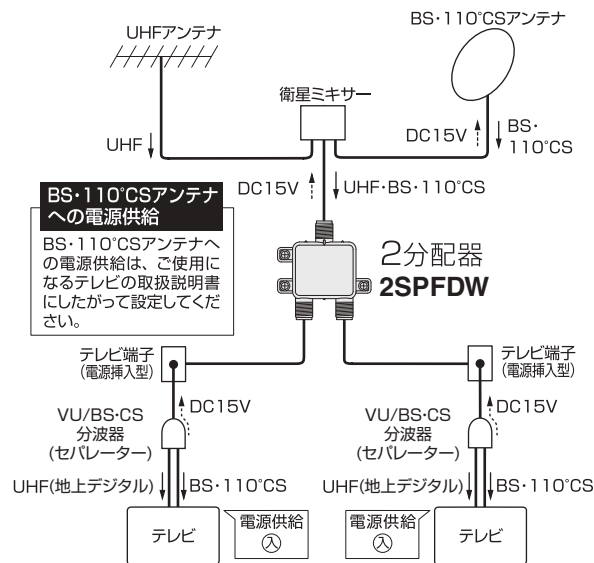 UHFアンテナ
BS・110°CSアンテナ
衛星ミキサー
UHF
DC15V
BS・
110°CS
DC15V
UHF・BS・110°CS
BS・110°CSアンテナ
への電源供給
BS・110°CSアンテナへ
の電源供給は、ご使用に
なるテレビの取扱説明書
にしたがって設定してくだ
さい。
2分配器
2SPFDW
テレビ端子
(電源挿入型)
テレビ端子
(電源挿入型)
DC15V
VU/BS・CS
分波器
(セパレーター)
DC15V
VU/BS・CS
分波器
(セパレーター)
UHF(地上デジタル)
BS・110°CS
UHF(地上デジタル)
BS・110°CS
テレビ
電源供給
入
電源供給
入
テレビ